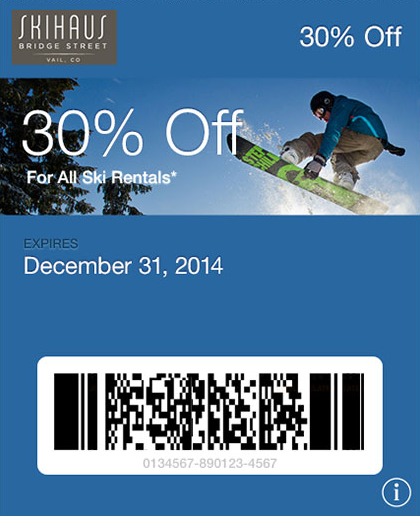 SKIHAUS
BRIDGE STREET
VAIL, CO
30% Off
30% Off
For All Ski Rentals*
EXPIRES
December 31, 2014
0134567-890123-4567
i